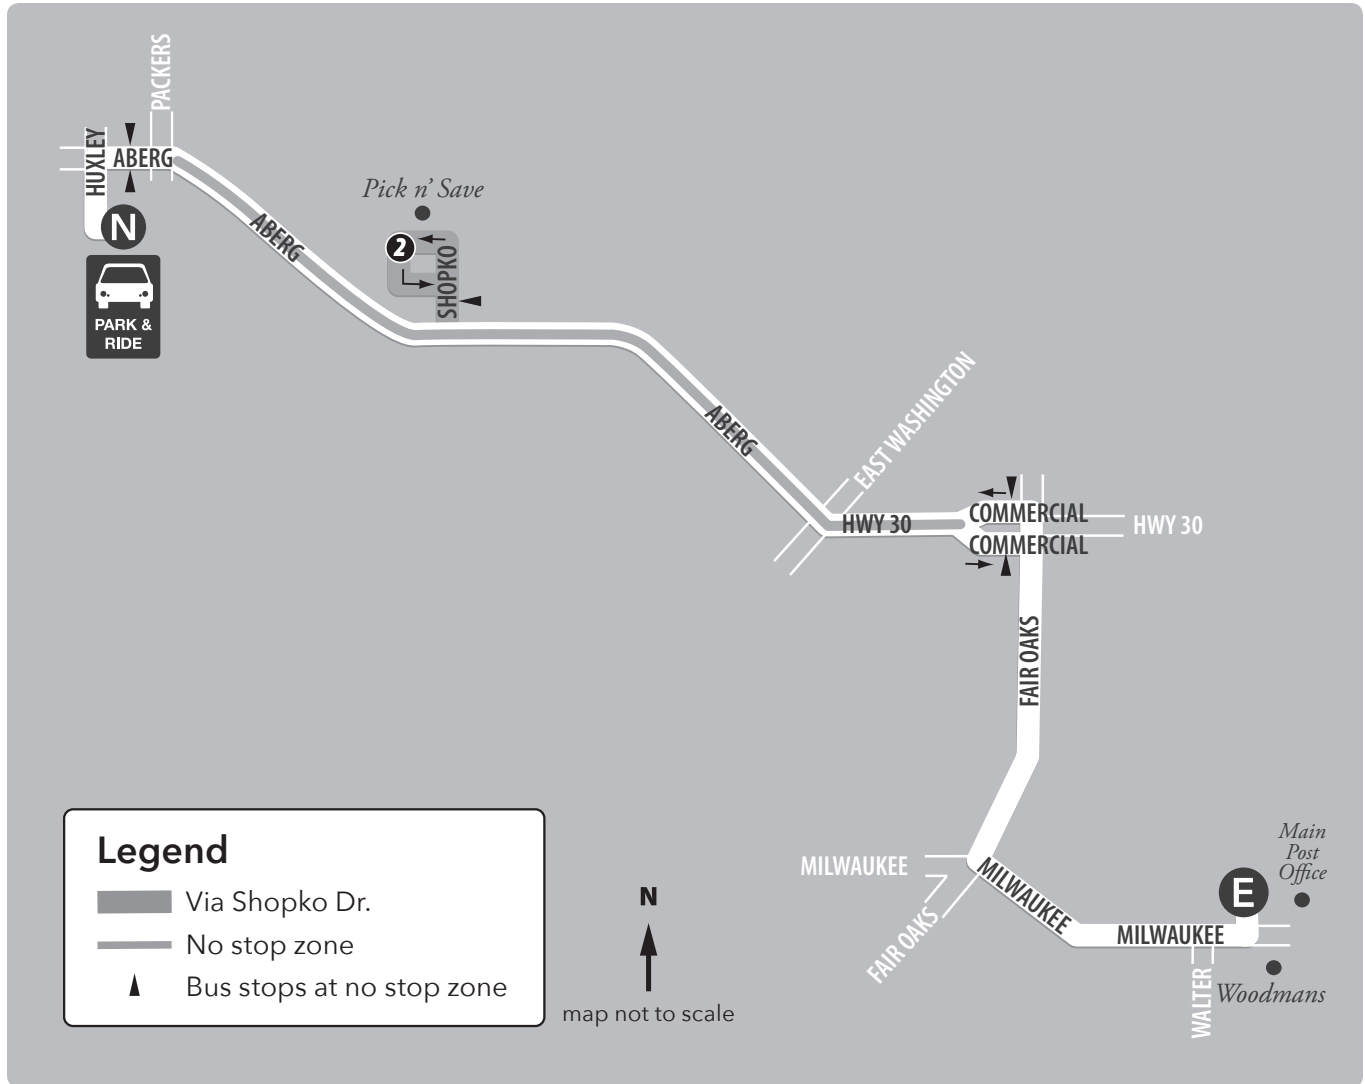 PACKERS
HUXLEY
ABERG
N
PARK &
RIDE
ABERG
Pick n’ Save
2
SHOPKO
ABERG
EAST WASHINGTON
HWY 30
COMMERCIAL
COMMERCIAL
HWY 30
FAIR OAKS
MILWAUKEE
FAIR OAKS
MILWAUKEE
MILWAUKEE
E
Main
Post
Office
WALTER
Woodmans
Legend
Via Shopko Dr.
No stop zone
Bus stops at no stop zone
N
map not to scale